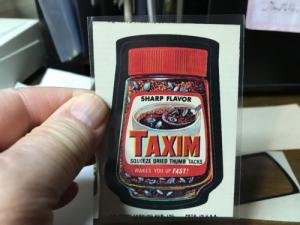 SHARP FLAVOR
TAXIM
SQUEEZE DRIED THUMB TACKS
WAKES YOU UP FAST!